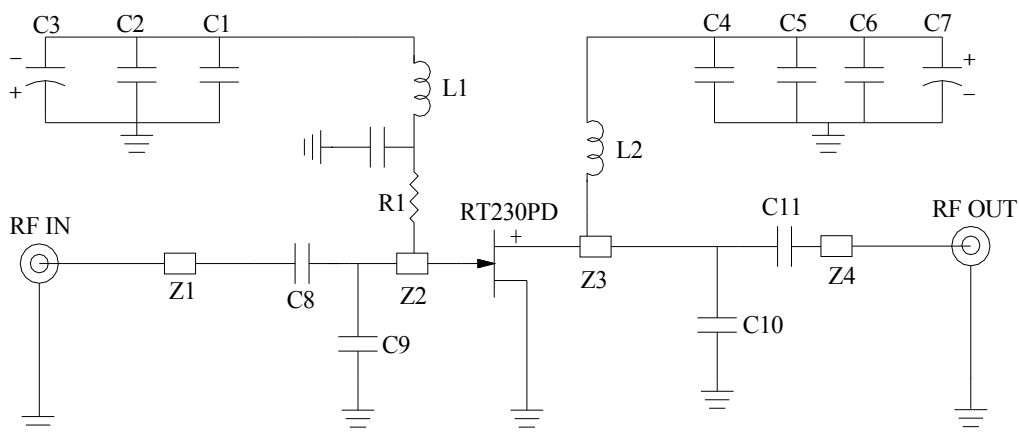 C3 C2 C1 C4 C5 C6 C7
− +
L1
+ −
L2
R1
RT230PD
+
C11
RF IN
RF OUT
Z1
C8
Z2
Z3
Z4
C9
C10